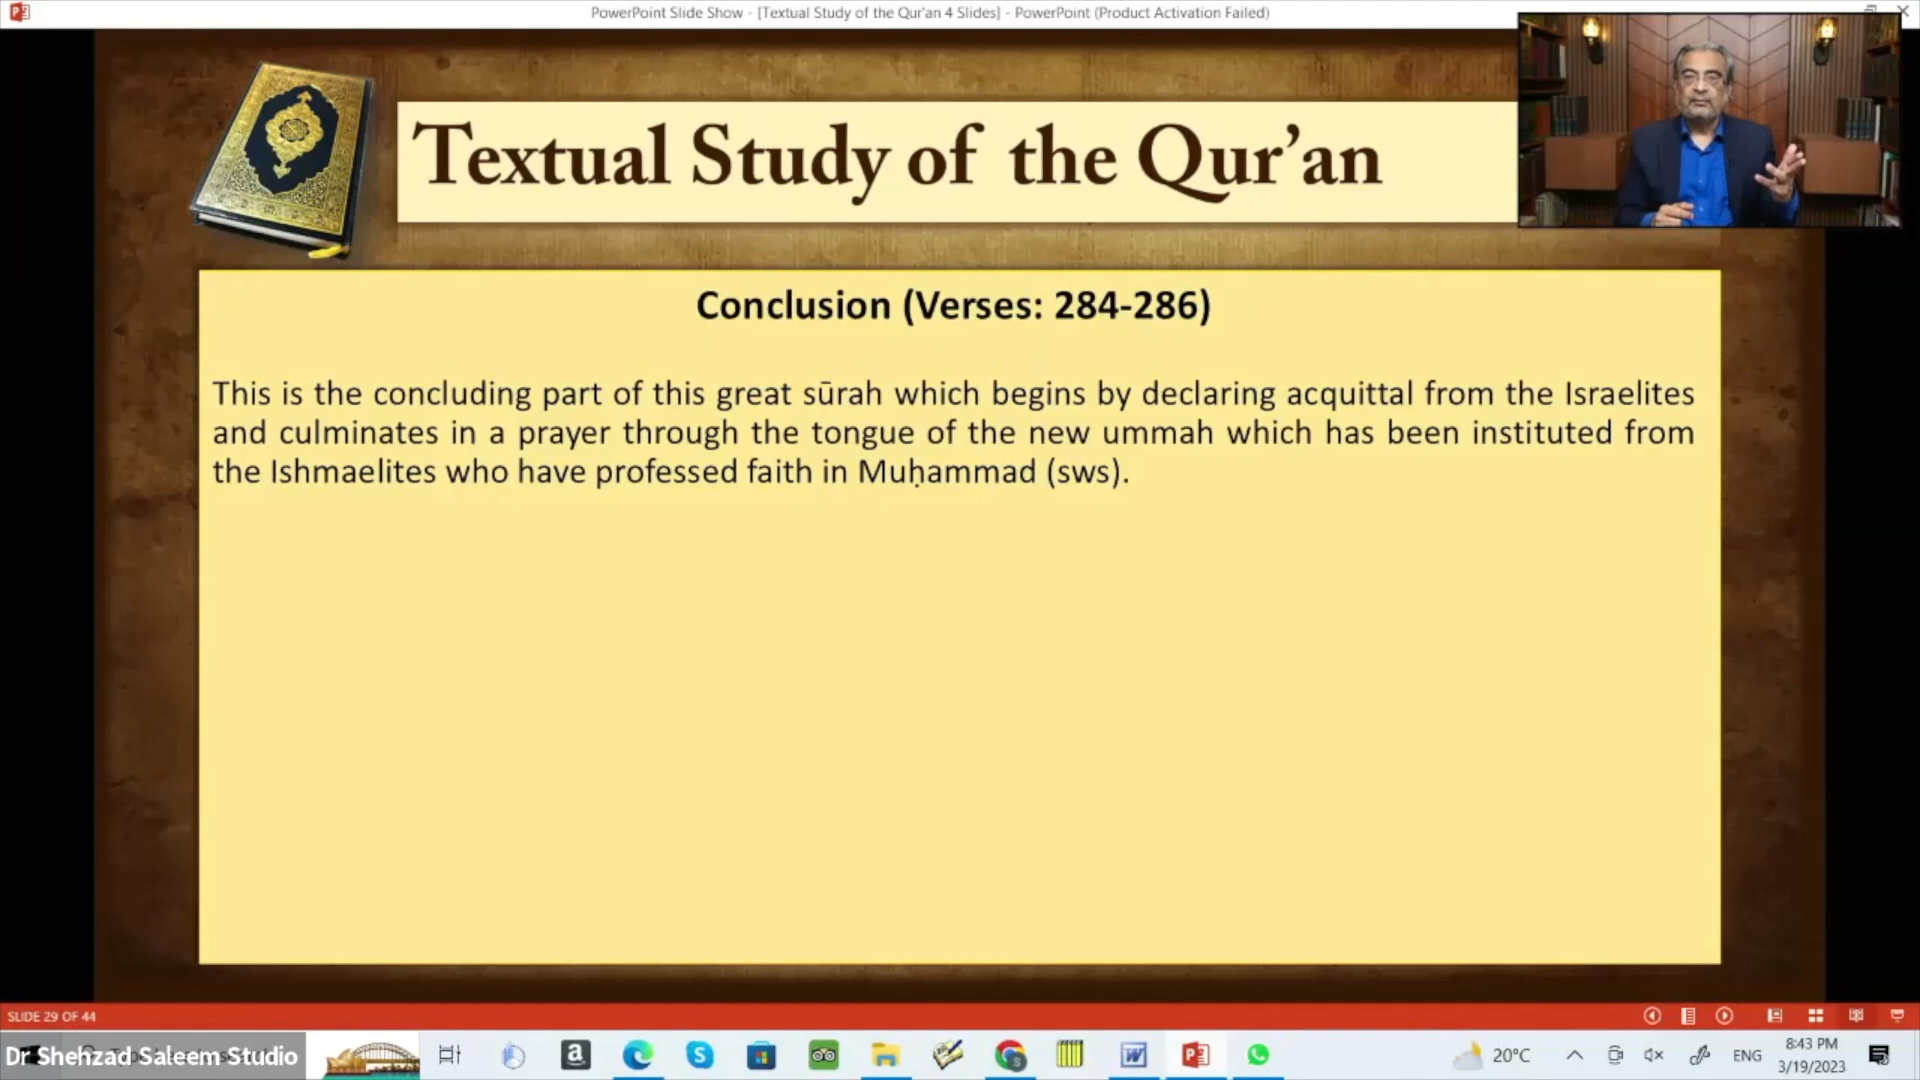 PowerPoint Slide Show - [Textual Study of the Qur'an 4 Slides] - PowerPoint (Product Activation Failed)
Textual Study of the Qur’an
Conclusion (Verses: 284-286)
This is the concluding part of this great sūrah which begins by declaring acquittal from the Israelites
and culminates in a prayer through the tongue of the new ummah which has been instituted from
the Ishmaelites who have professed faith in Muḥammad (sws).
SLIDE 29 OF 44
Dr Shehzad Saleem Studio
20°C
ENG
8:43 PM
3/19/2023